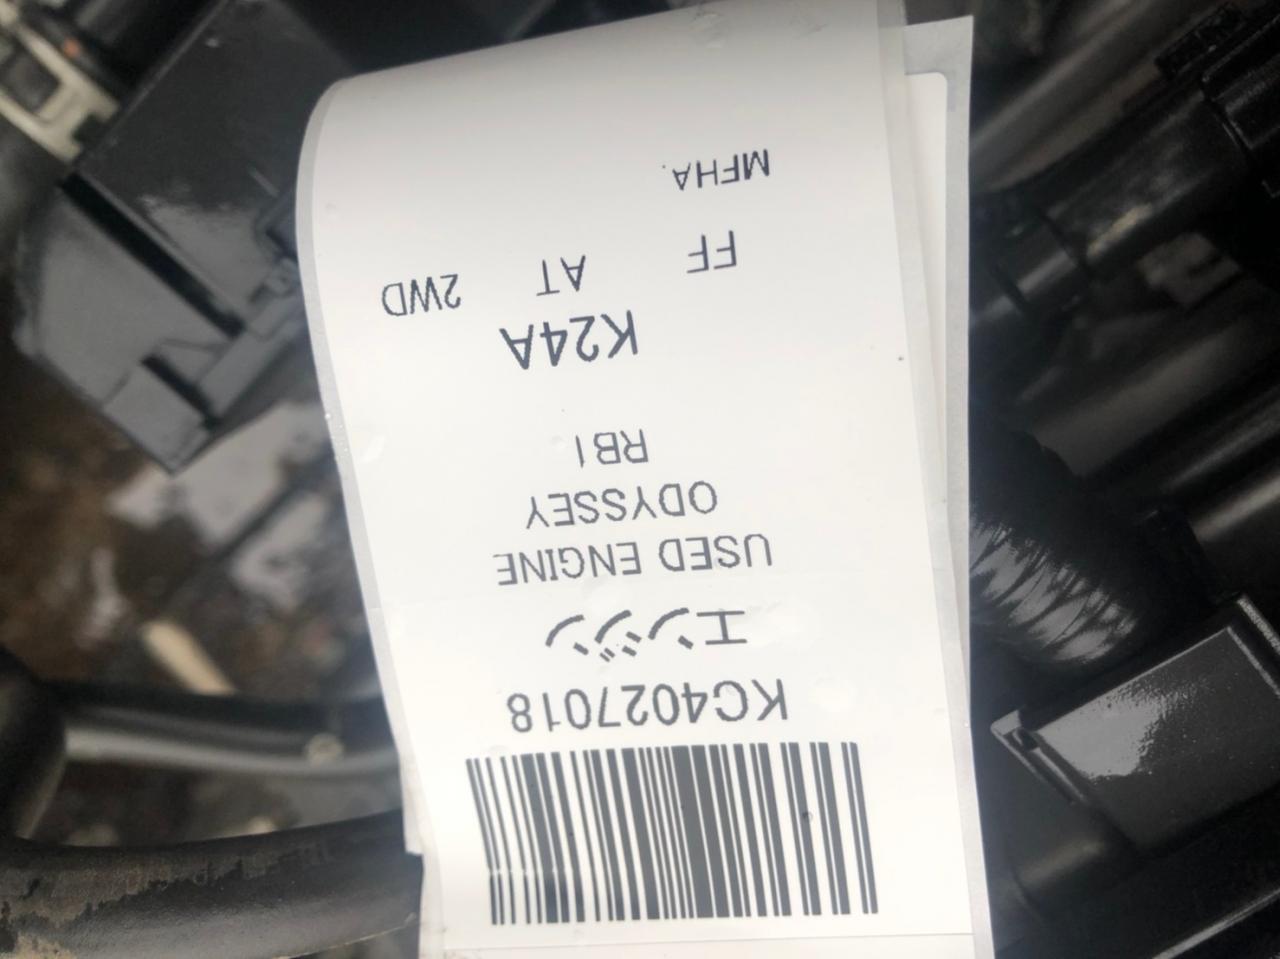 KC4027018
エンジン
USED ENGINE
ODYSSEY
RB1
K24A
FF AT 2WD
MFHA